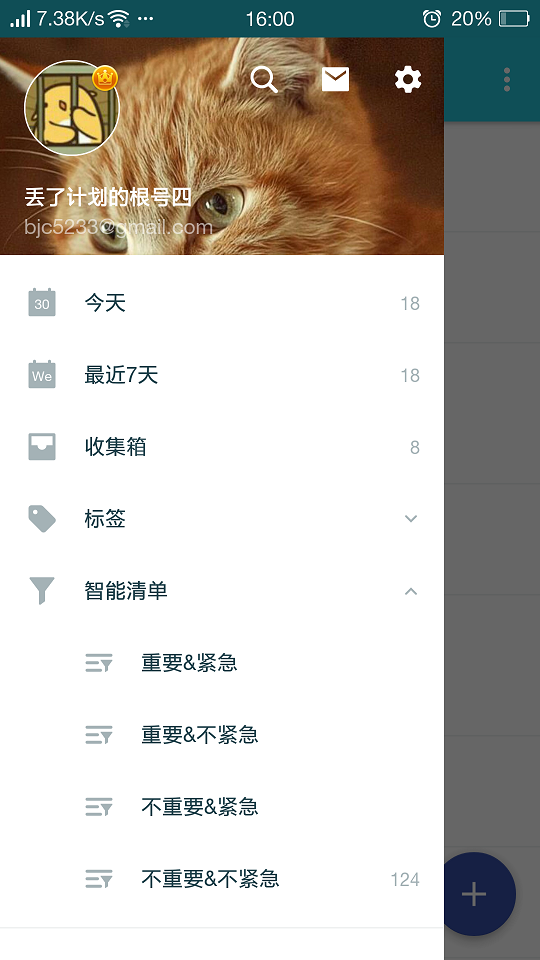 7.38K/s
16:00
20%
丢了计划的根号四
bjc5233@gmail.com
30
今天
18
We
最近7天
18
收集箱
8
标签
智能清单
重要&紧急
重要&不紧急
不重要&紧急
不重要&不紧急
124